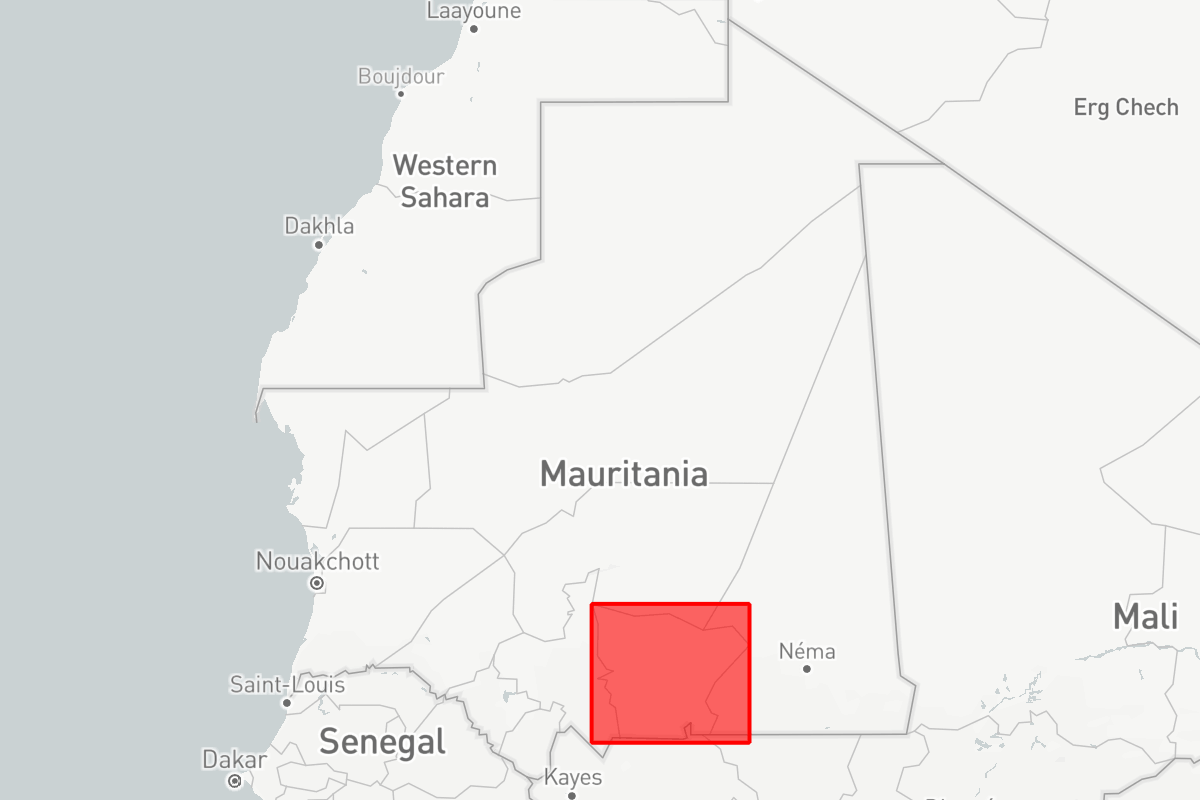 Laayoune
Boujdour
Erg Chech
Western
Sahara
Dakhla
Mauritania
Nouakchott
Mali
Néma
Saint-Louis
Senegal
Dakar
Kayes